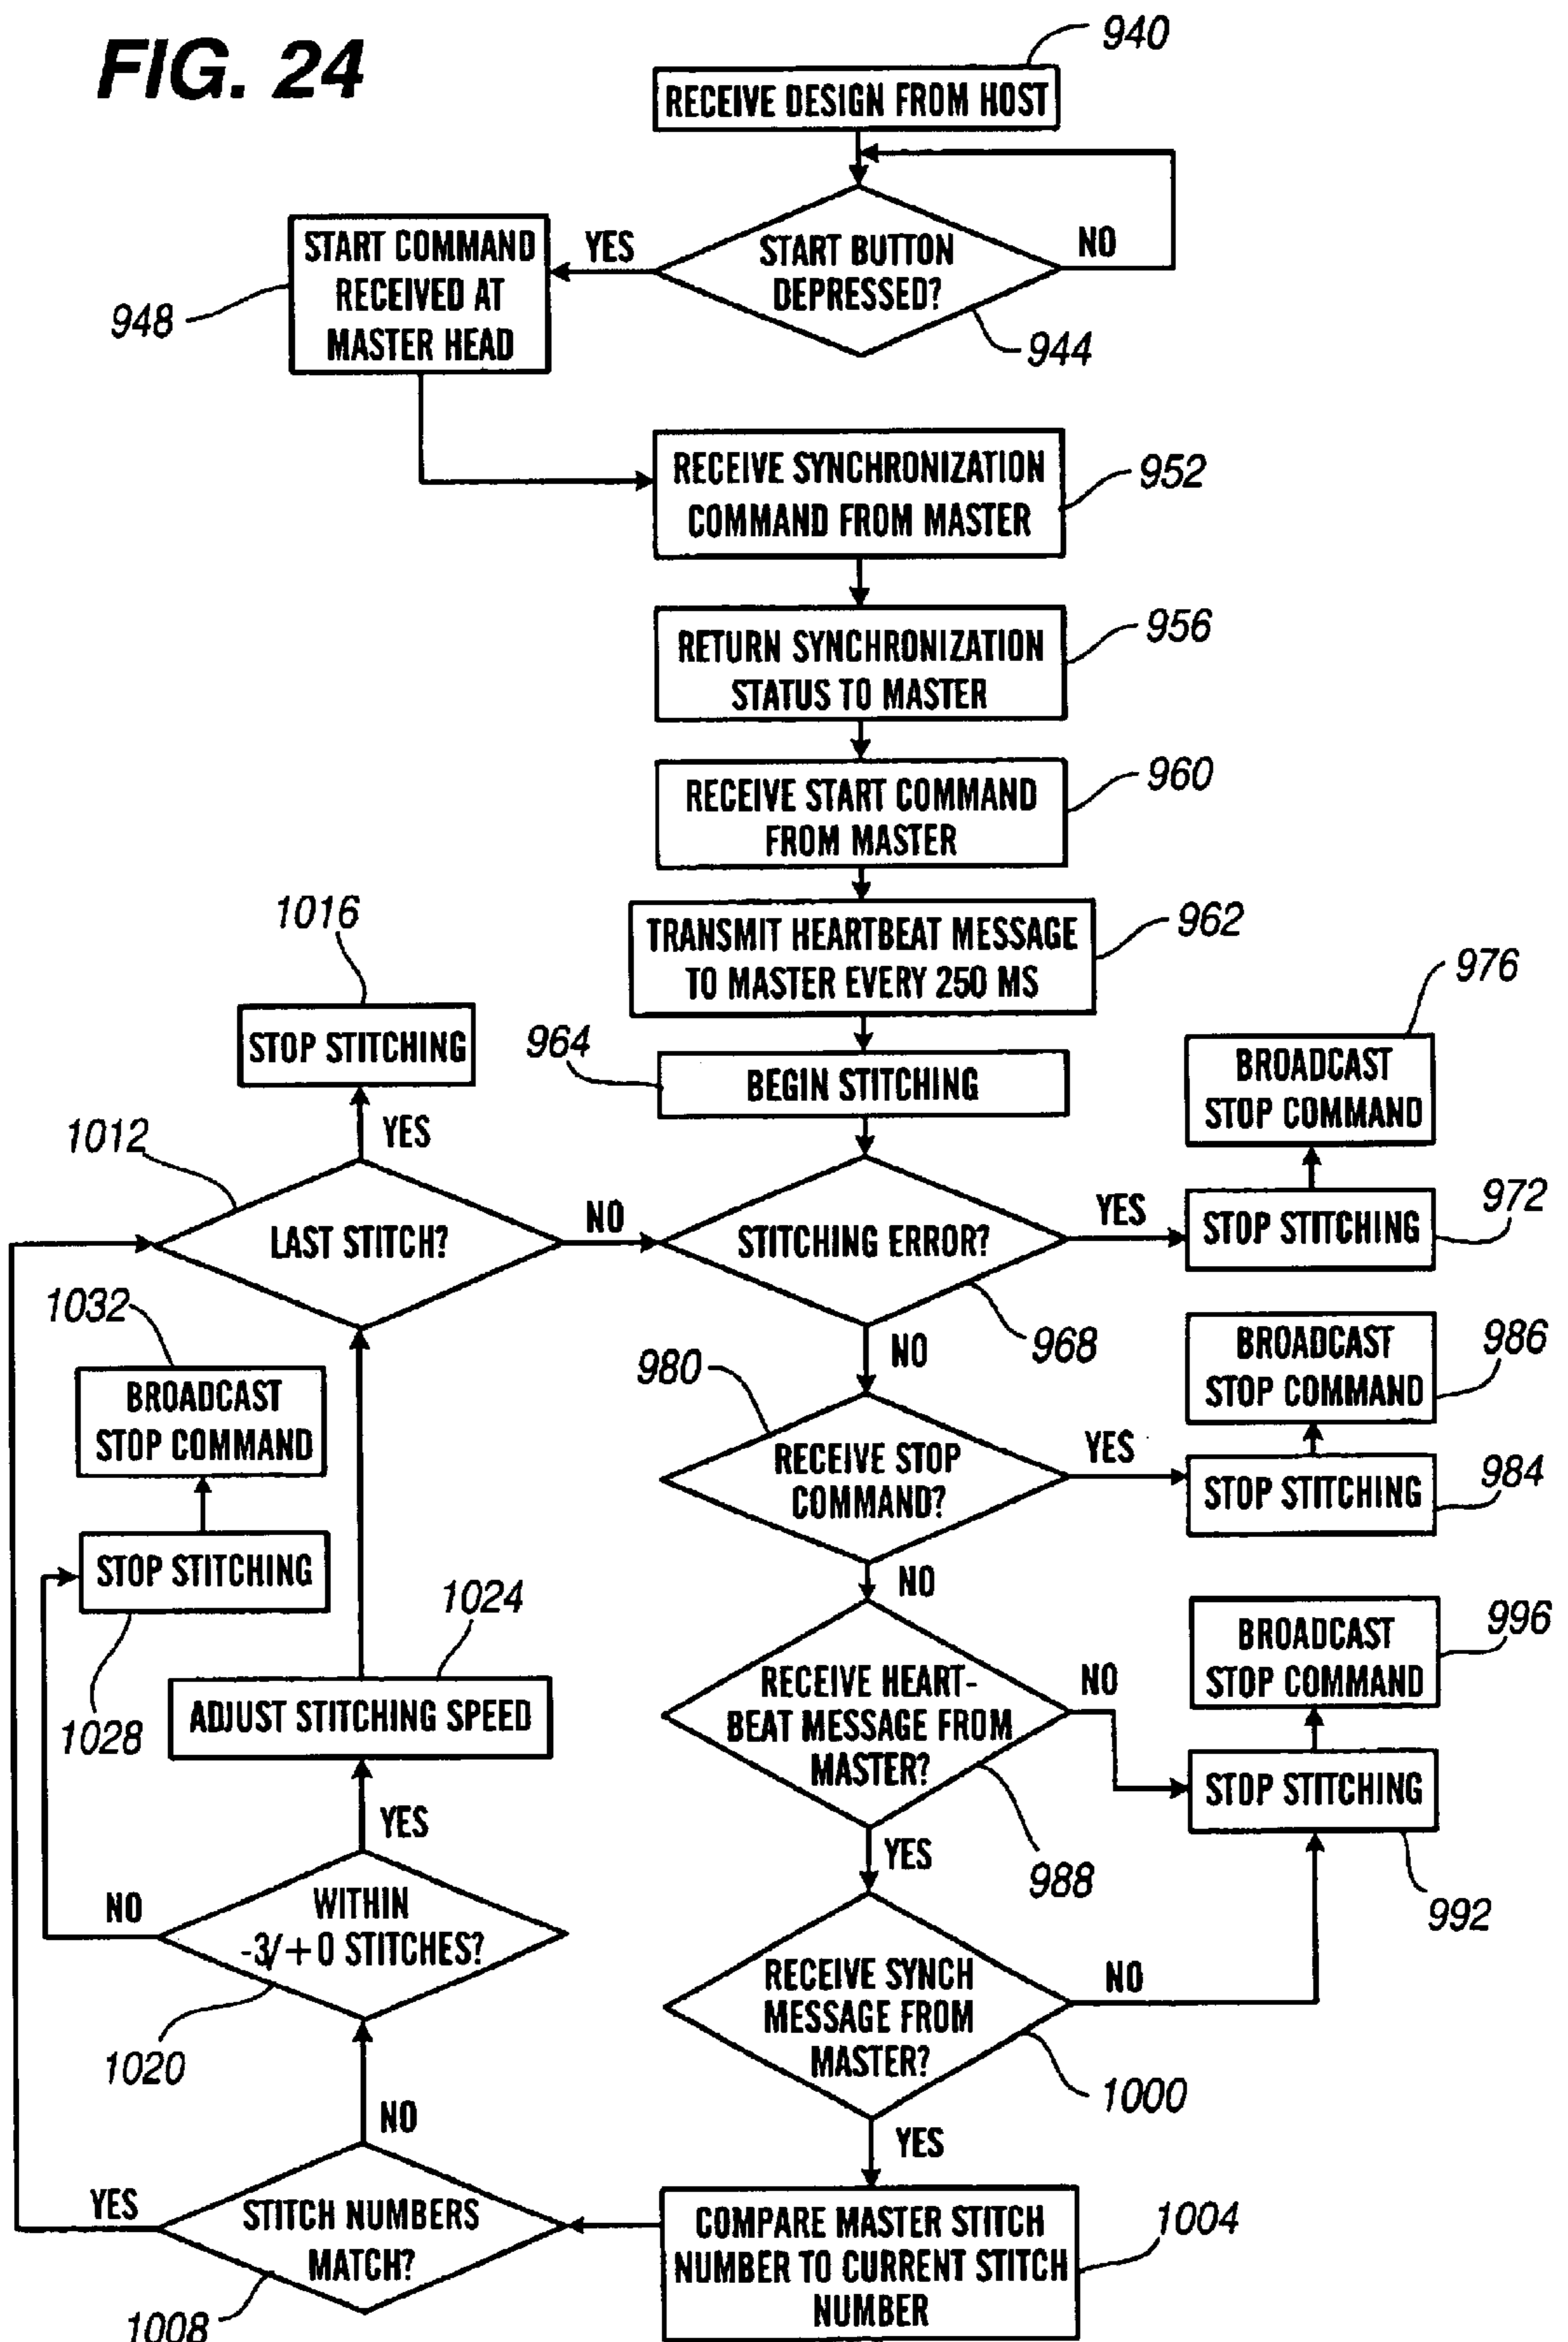 FIG. 24
940
RECEIVE DESIGN FROM HOST
START BUTTON
DEPRESSED?
NO
YES
944
START COMMAND
RECEIVED AT
MASTER HEAD
948
RECEIVE SYNCHRONIZATION
COMMAND FROM MASTER
952
RETURN SYNCHRONIZATION
STATUS TO MASTER
956
RECEIVE START COMMAND
FROM MASTER
960
TRANSMIT HEARTBEAT MESSAGE
TO MASTER EVERY 250 MS
962
964
BEGIN STITCHING
STITCHING ERROR?
968
YES
STOP STITCHING
972
BROADCAST
STOP COMMAND
976
NO
980
RECEIVE STOP
COMMAND?
YES
STOP STITCHING
984
BROADCAST
STOP COMMAND
986
NO
RECEIVE HEART-
BEAT MESSAGE FROM
MASTER?
988
NO
STOP STITCHING
992
BROADCAST
STOP COMMAND
996
YES
RECEIVE SYNCH
MESSAGE FROM
MASTER?
1000
NO
YES
COMPARE MASTER STITCH
NUMBER TO CURRENT STITCH
NUMBER
1004
STITCH NUMBERS
MATCH?
1008
YES
NO
WITHIN
-3/+0 STITCHES?
1020
NO
YES
ADJUST STITCHING SPEED
1024
STOP STITCHING
1028
BROADCAST
STOP COMMAND
1032
LAST STITCH?
1012
NO
YES
STOP STITCHING
1016